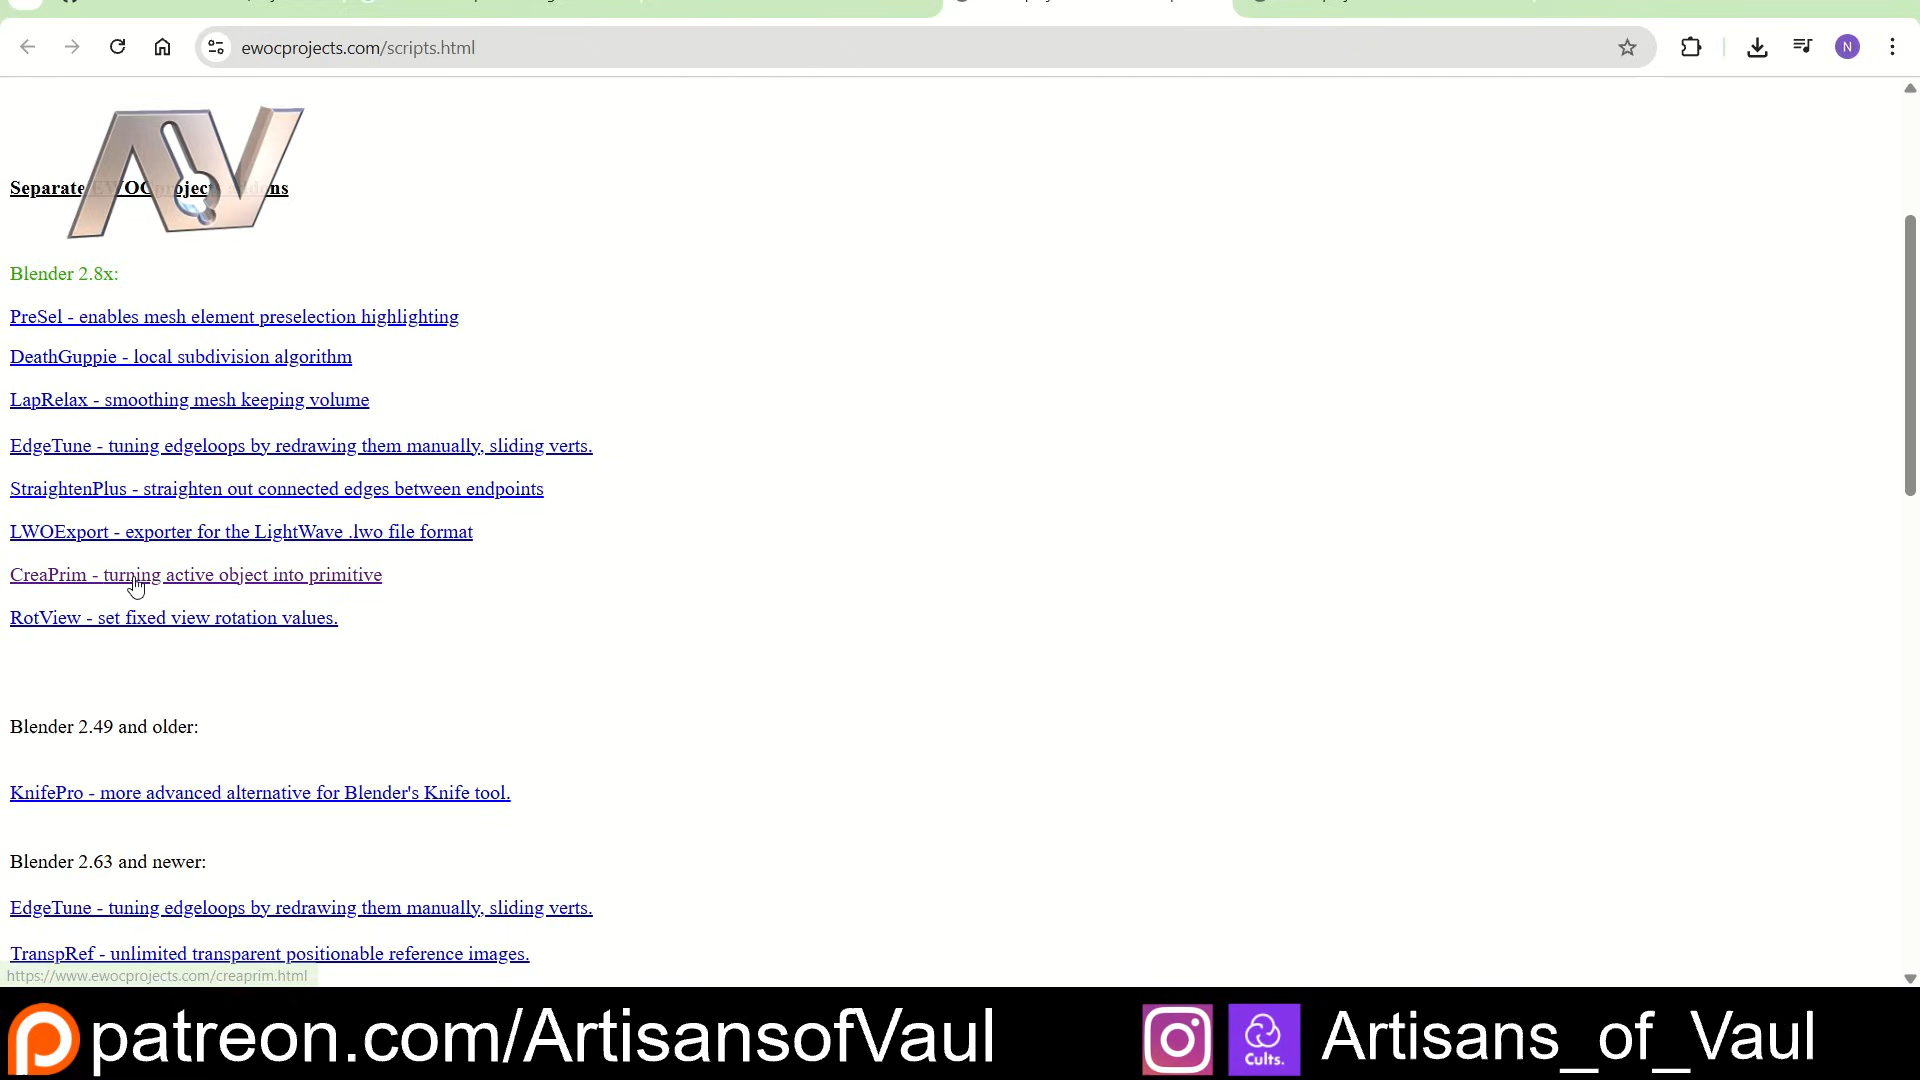 ewocprojects.com/scripts.html
N
Separate EWOCprojects addons
Blender 2.8x:
PreSel - enables mesh element preselection highlighting
DeathGuppie - local subdivision algorithm
LapRelax - smoothing mesh keeping volume
EdgeTune - tuning edgeloops by redrawing them manually, sliding verts.
StraightenPlus - straighten out connected edges between endpoints
LWOExport - exporter for the LightWave .lwo file format
CreaPrim - turning active object into primitive
RotView - set fixed view rotation values.
Blender 2.49 and older:
KnifePro - more advanced alternative for Blender's Knife tool.
Blender 2.63 and newer:
EdgeTune - tuning edgeloops by redrawing them manually, sliding verts.
TranspRef - unlimited transparent positionable reference images.
https://www.ewocprojects.com/creaprim.html
patreon.com/ArtisansofVaul
Cults.
Artisans_of_Vaul